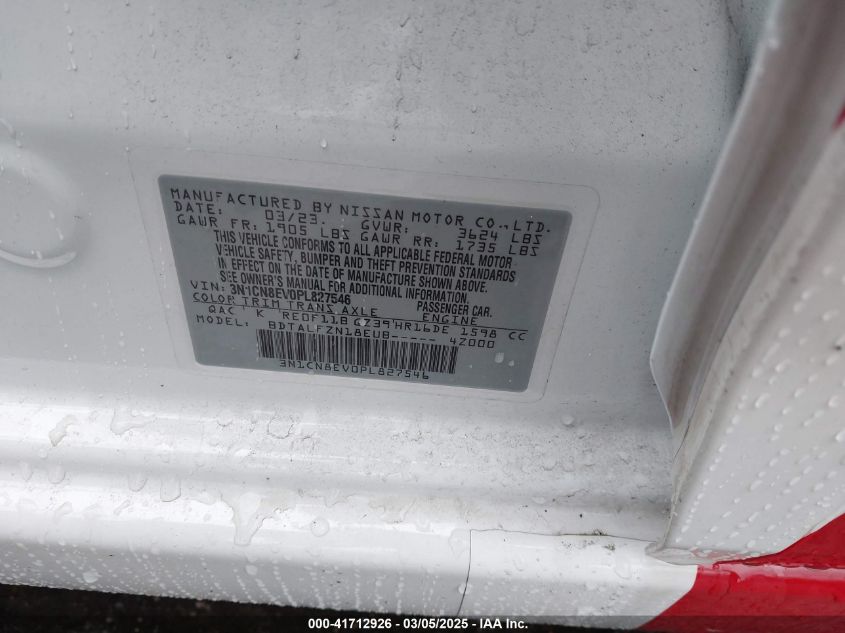 MANUFACTURED BY NISSAN MOTOR CO.,LTD.
DATE: 03/23. GVWR: 3624 LBS
GAWR FR: 1905 LBS GAWR RR: 1735 LBS
THIS VEHICLE CONFORMS TO ALL APPLICABLE FEDERAL MOTOR
VEHICLE SAFETY, BUMPER AND THEFT PREVENTION STANDARDS
IN EFFECT ON THE DATE OF MANUFACTURE SHOWN ABOVE.
SEE OWNER'S MANUAL FOR ADDITIONAL INFORMATION.
VIN: 3N1CN8EV0PL827546 PASSENGER CAR.
COLOR TRIM TRANS AXLE ENGINE
QAC K RE0F11B GZ39 HR16DE 1598 CC
MODEL: BDTALFZN18EUB----- 4Z000
3N1CN8EV0PL827546
000-41712926 - 03/05/2025 - IAA Inc.